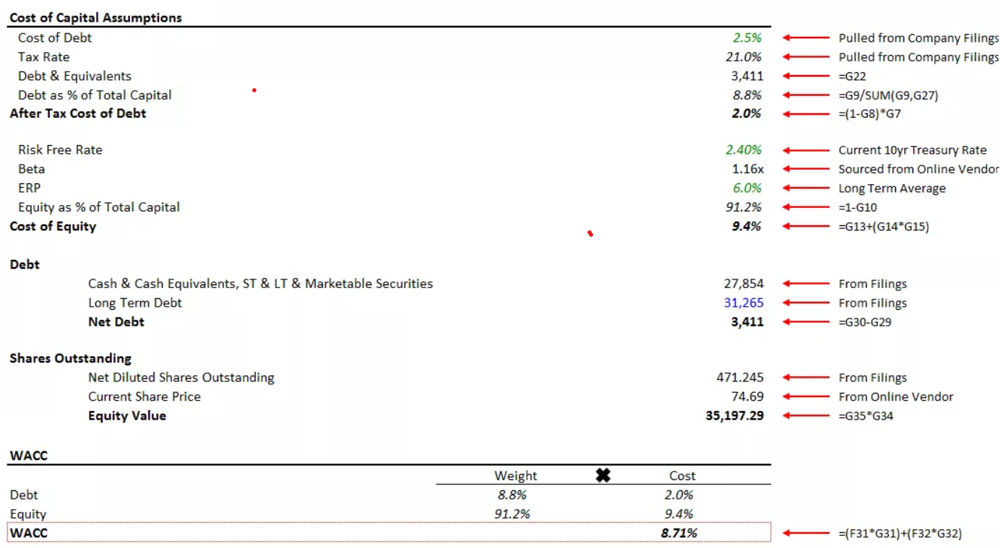 Cost of Capital Assumptions
Cost of Debt 2.5% Pulled from Company Filings
Tax Rate 21.0% Pulled from Company Filings
Debt & Equivalents 3,411 =G22
Debt as % of Total Capital 8.8% =G9/SUM(G9,G27)
After Tax Cost of Debt 2.0% =(1-G8)*G7
Risk Free Rate 2.40% Current 10yr Treasury Rate
Beta 1.16x Sourced from Online Vendor
ERP 6.0% Long Term Average
Equity as % of Total Capital 91.2% =1-G10
Cost of Equity 9.4% =G13+(G14*G15)
Debt
Cash & Cash Equivalents, ST & LT & Marketable Securities 27,854 From Filings
Long Term Debt 31,265 From Filings
Net Debt 3,411 =G30-G29
Shares Outstanding
Net Diluted Shares Outstanding 471.245 From Filings
Current Share Price 74.69 From Online Vendor
Equity Value 35,197.29 =G35*G34
WACC
Weight Cost
Debt 8.8% 2.0%
Equity 91.2% 9.4%
WACC 8.71% =(F31*G31)+(F32*G32)